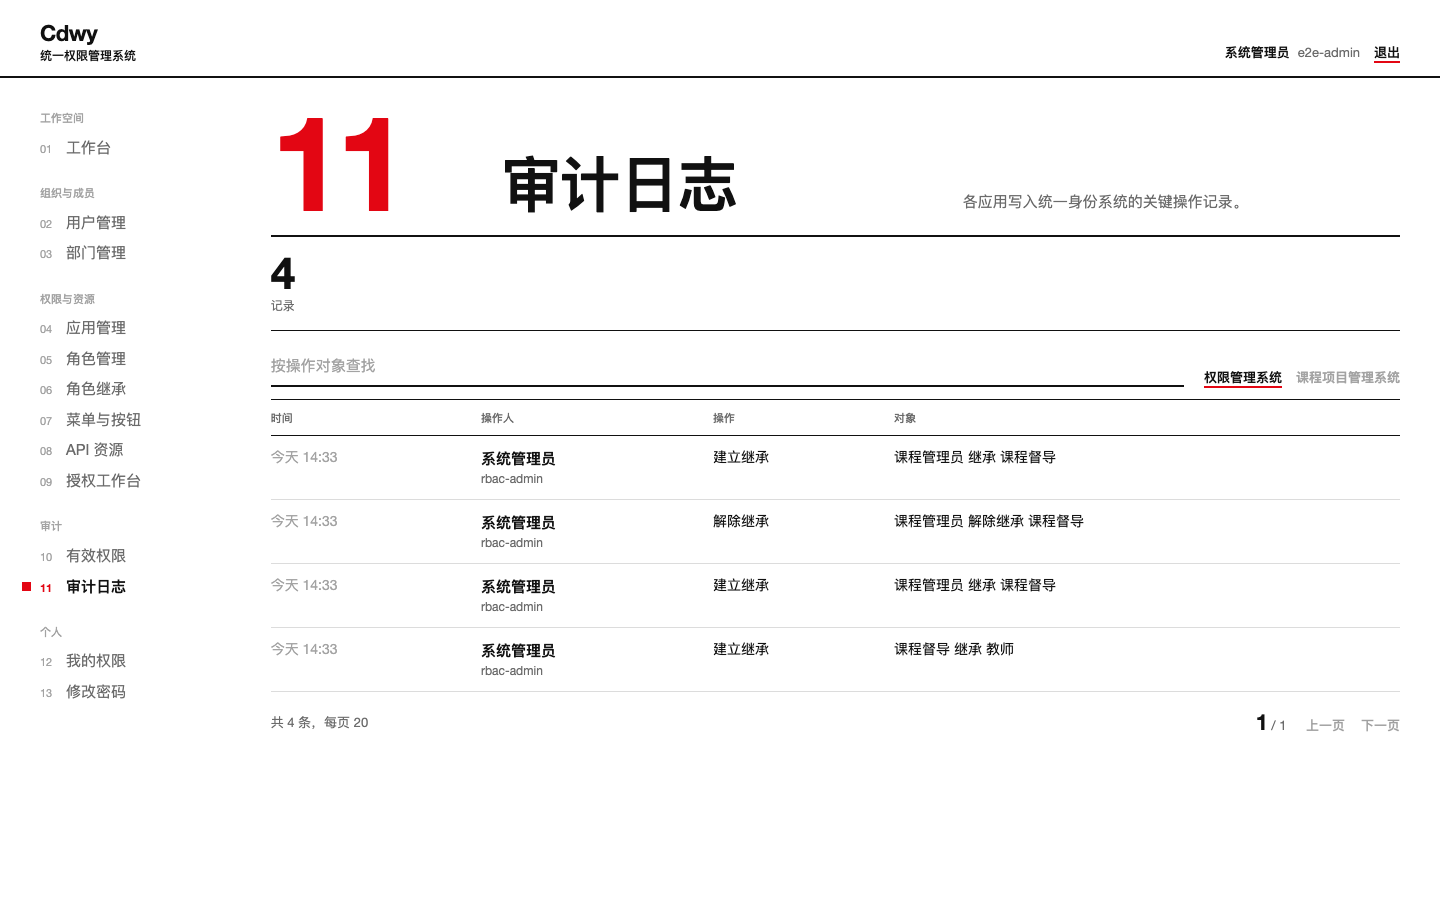 Cdwy
统一权限管理系统
系统管理员 e2e-admin 退出
工作空间
01 工作台
组织与成员
02 用户管理
03 部门管理
权限与资源
04 应用管理
05 角色管理
06 角色继承
07 菜单与按钮
08 API 资源
09 授权工作台
审计
10 有效权限
11 审计日志
个人
12 我的权限
13 修改密码
11 审计日志 各应用写入统一身份系统的关键操作记录。
4
记录
按操作对象查找 权限管理系统 课程项目管理系统
时间 操作人 操作 对象
今天 14:33 系统管理员 建立继承 课程管理员 继承 课程督导
rbac-admin
今天 14:33 系统管理员 解除继承 课程管理员 解除继承 课程督导
rbac-admin
今天 14:33 系统管理员 建立继承 课程管理员 继承 课程督导
rbac-admin
今天 14:33 系统管理员 建立继承 课程督导 继承 教师
rbac-admin
共 4 条，每页 20 1 / 1 上一页 下一页